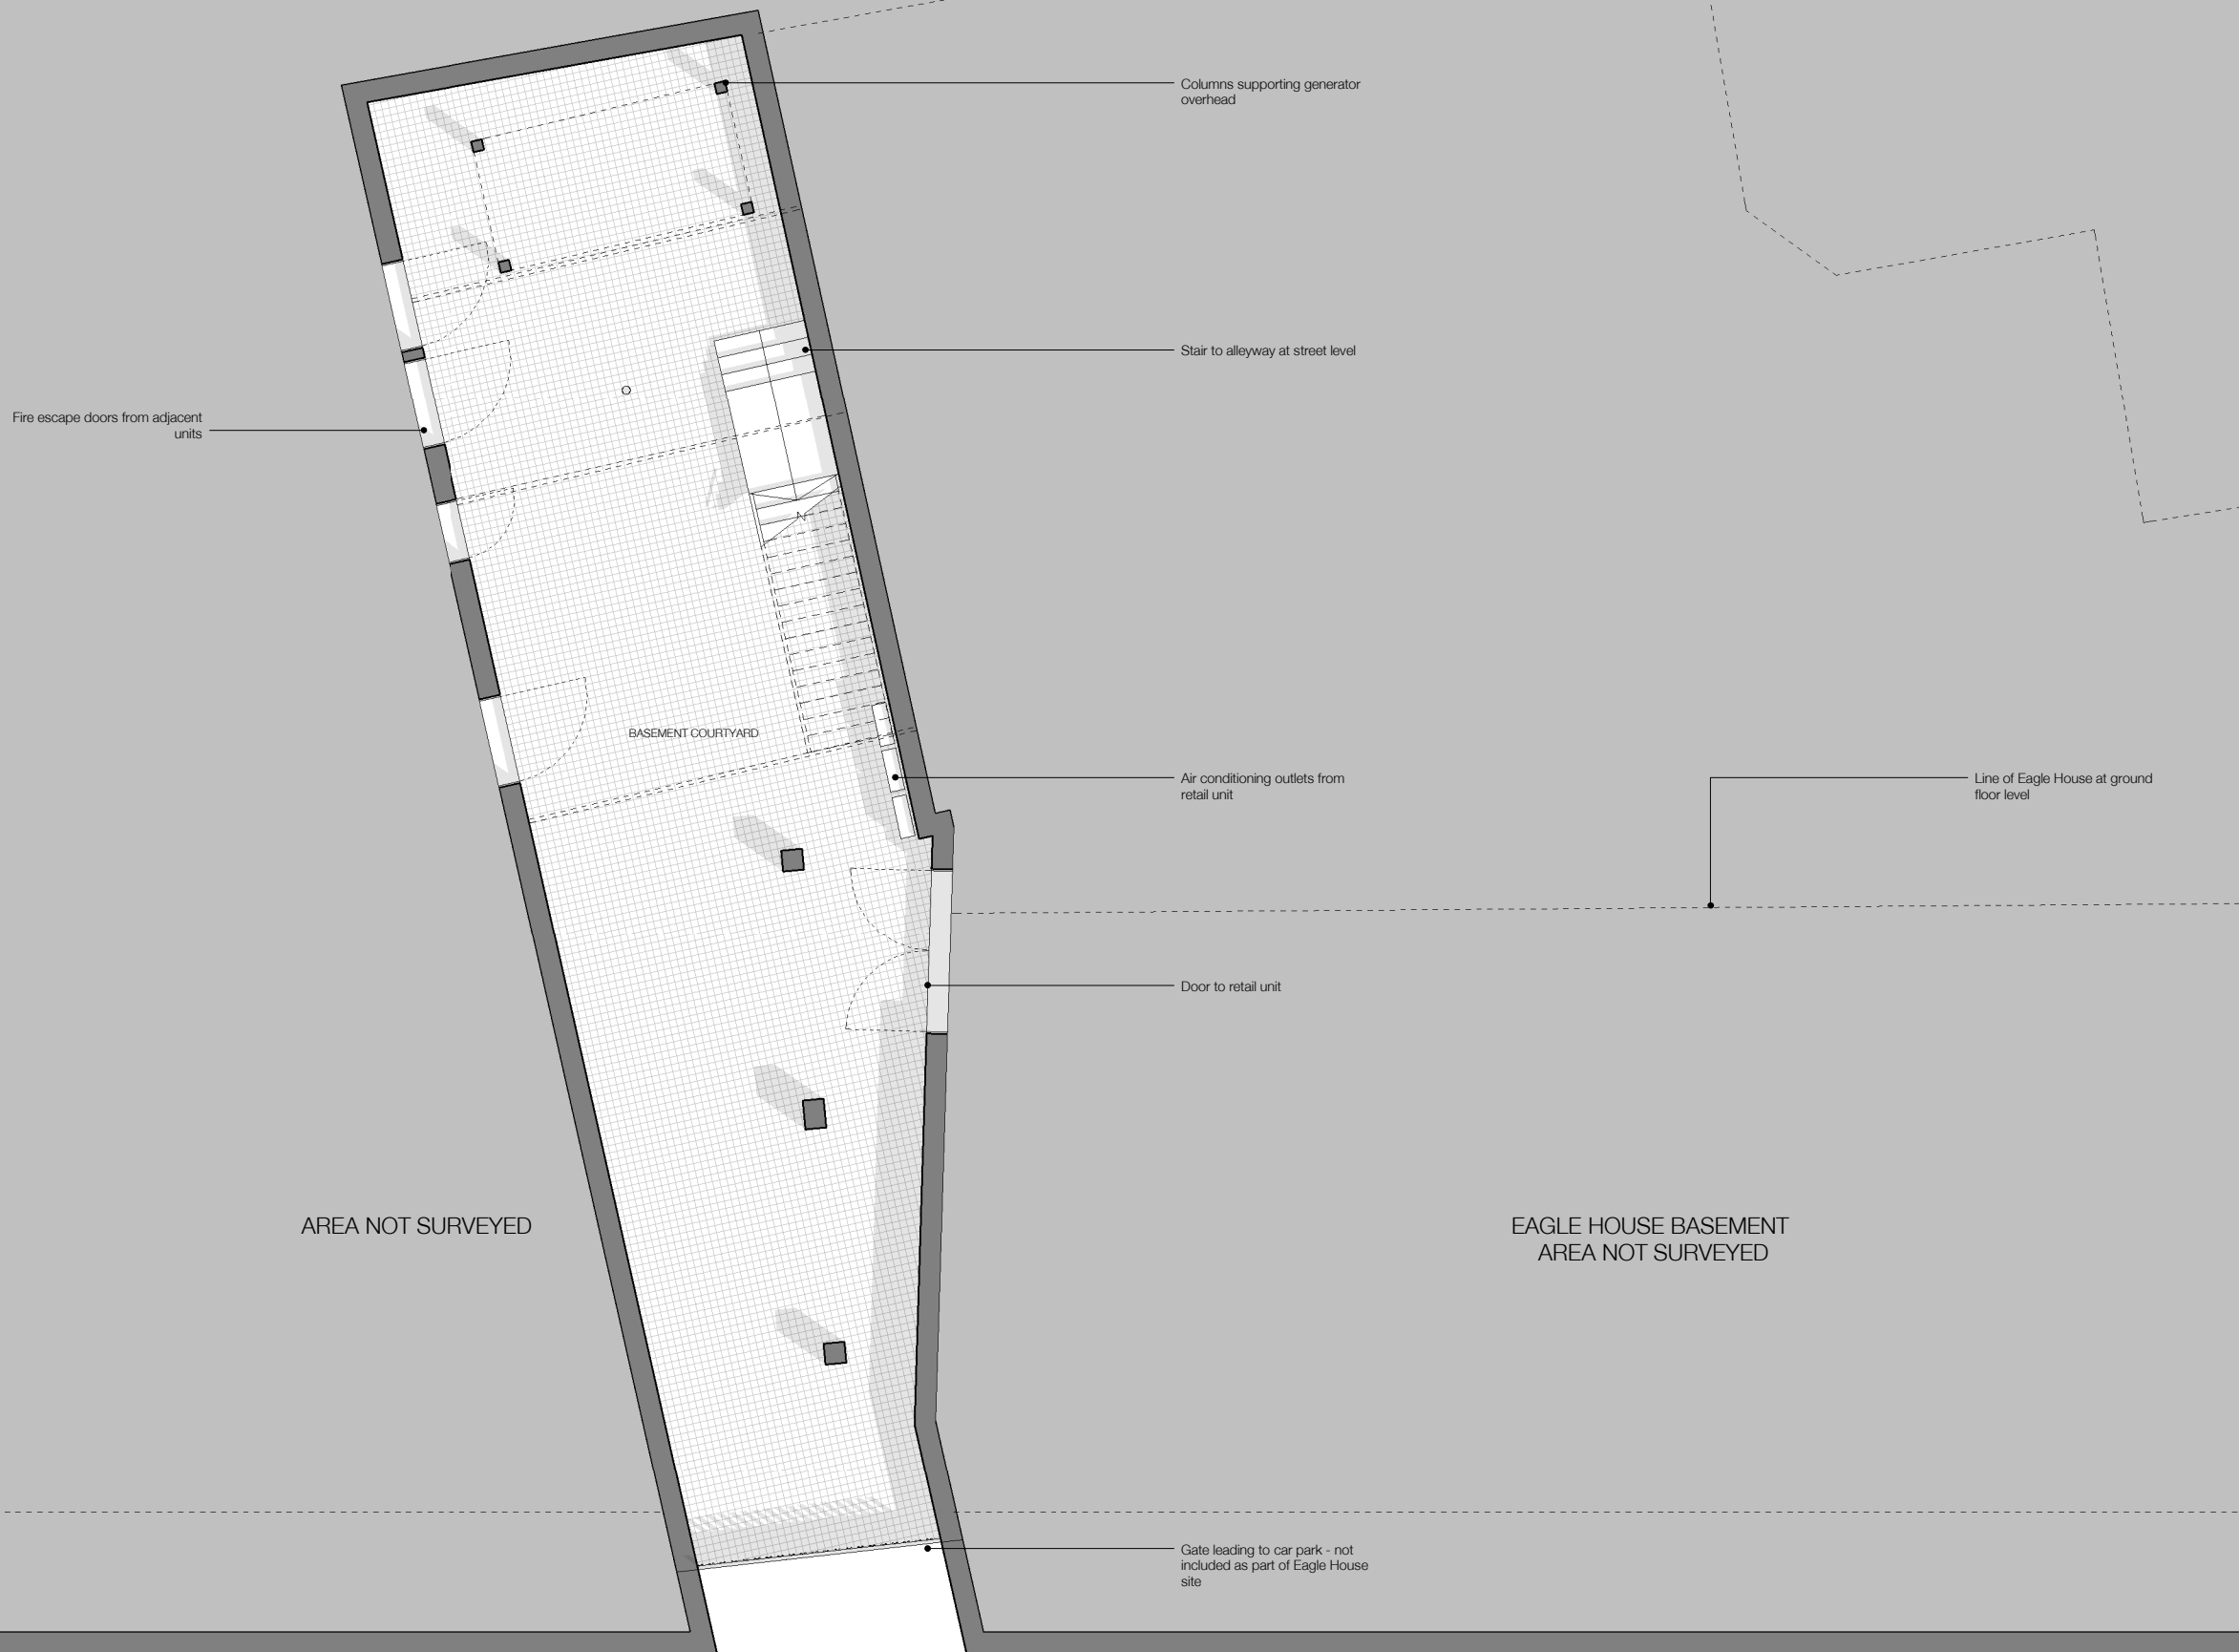 Columns supporting generator
overhead
Stair to alleyway at street level
Fire escape doors from adjacent
units
BASEMENT COURTYARD
Air conditioning outlets from
retail unit
Line of Eagle House at ground
floor level
Door to retail unit
AREA NOT SURVEYED
EAGLE HOUSE BASEMENT
AREA NOT SURVEYED
Gate leading to car park - not
included as part of Eagle House
site